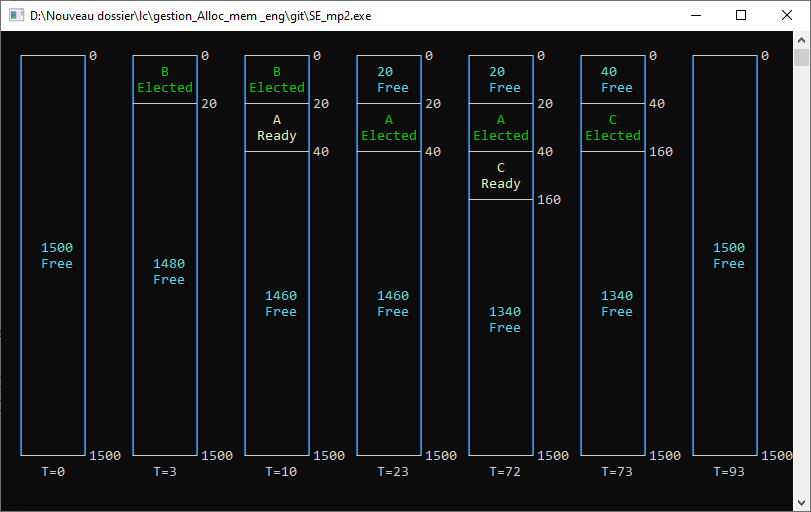 D:\Nouveau dossier\lc\gestion_Alloc_mem _eng\git\SE_mp2.exe
0 0 0 0 0 0 0
B B 20 20 40
Elected Elected Free Free Free
20 20 20 20 40
A A A C
Ready Elected Elected Elected
40 40 40 160
C
Ready
160
1500 1500
Free 1480 Free
Free
1460 1460 1340
Free Free 1340 Free
Free
1500 1500 1500 1500 1500 1500 1500
T=0 T=3 T=10 T=23 T=72 T=73 T=93